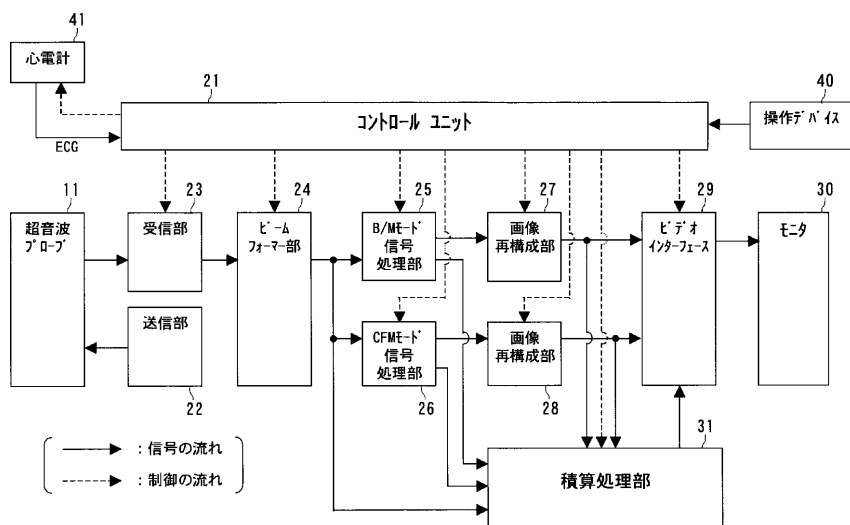 41
心電計
21
コントロール ユニット
40
操作デバイス
ECG
11
超音波
プローブ
23
受信部
24
ビーム
フォーマー部
25
B/Mモード
信号
処理部
27
画像
再構成部
29
ビデオ
インターフェース
30
モニタ
送信部
22
CFMモード
信号
処理部
26
画像
再構成部
28
31
積算処理部
：信号の流れ
：制御の流れ